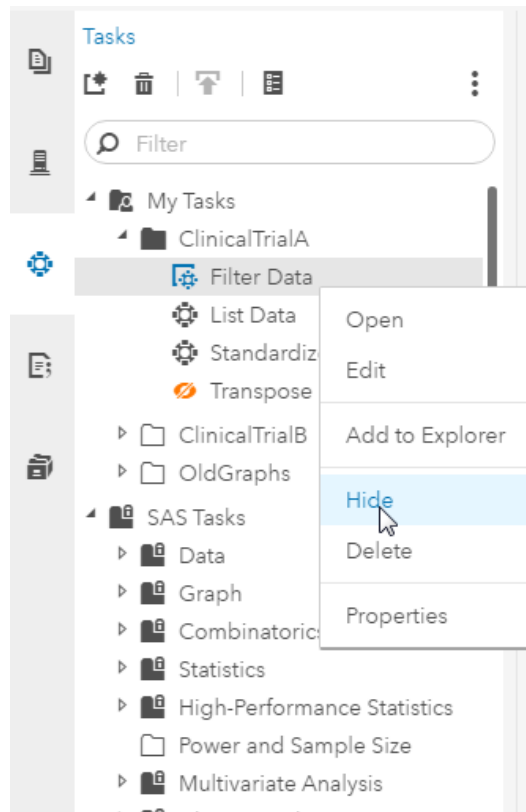 Tasks
Filter
My Tasks
ClinicalTrialA
Filter Data
List Data
Open
Standardiz
Edit
Transpose
ClinicalTrialB
Add to Explorer
OldGraphs
Hide
SAS Tasks
Data
Delete
Graph
Combinatorics
Properties
Statistics
High-Performance Statistics
Power and Sample Size
Multivariate Analysis